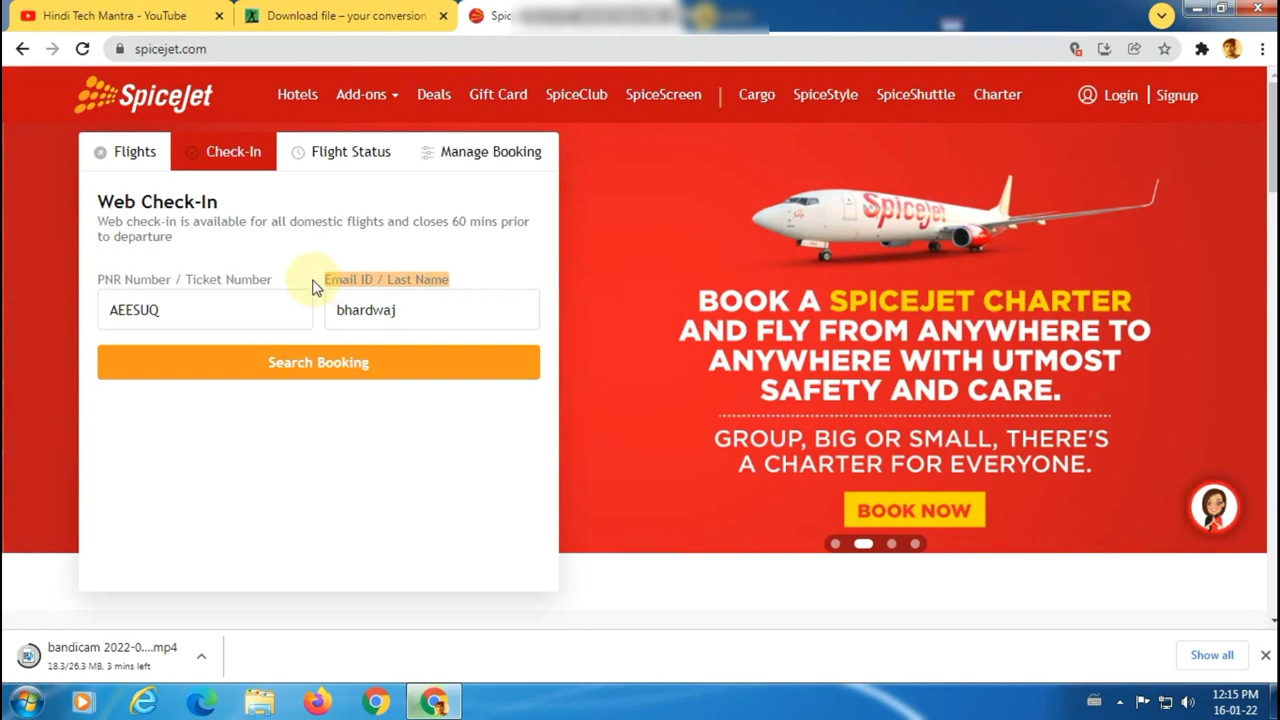 Hindi Tech Mantra - YouTube
Download file – your conversion
Spic
spicejet.com
SpiceJet
Hotels
Add-ons
Deals
Gift Card
SpiceClub
SpiceScreen
Cargo
SpiceStyle
SpiceShuttle
Charter
Login
Signup
Flights
Check-In
Flight Status
Manage Booking
Web Check-In
Web check-in is available for all domestic flights and closes 60 mins prior
to departure
PNR Number / Ticket Number
Email ID / Last Name
AEESUQ
bhardwaj
Search Booking
SpiceJet
BOOK A SPICEJET CHARTER
AND FLY FROM ANYWHERE TO
ANYWHERE WITH UTMOST
SAFETY AND CARE.
GROUP, BIG OR SMALL, THERE'S
A CHARTER FOR EVERYONE.
BOOK NOW
bandicam 2022-0....mp4
18.3/26.3 MB, 3 mins left
Show all
12:15 PM
16-01-22